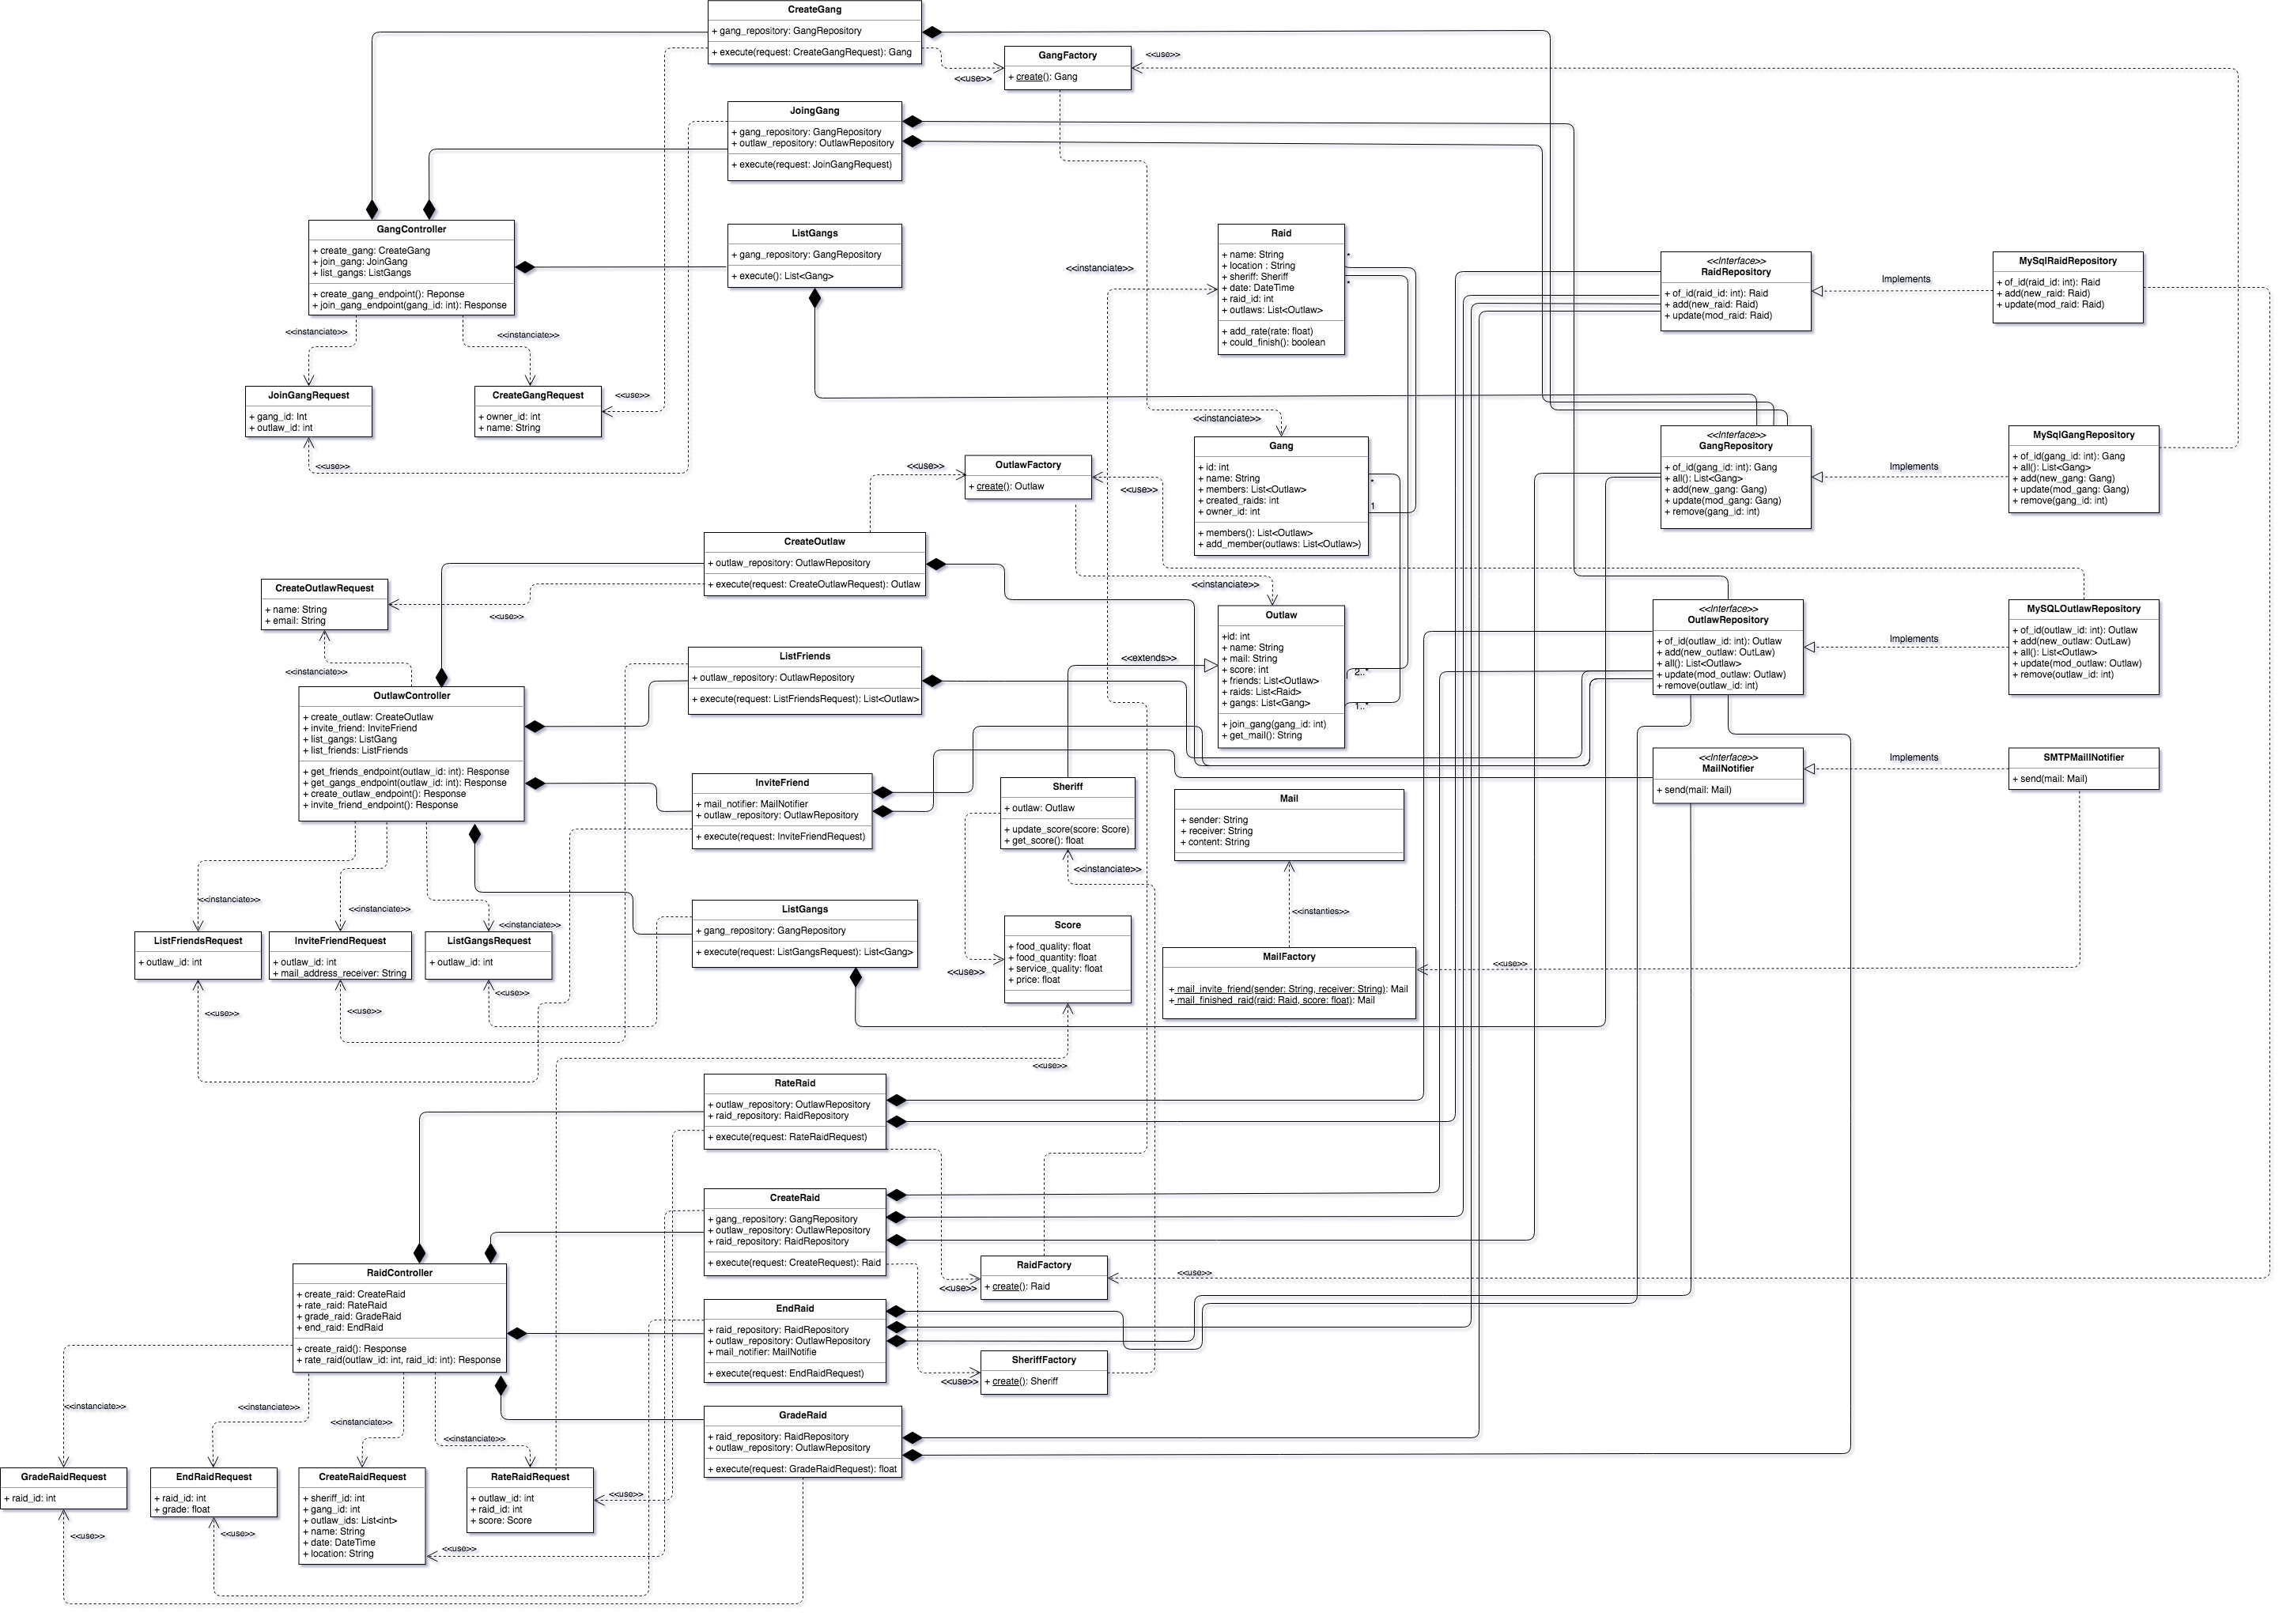 CreateGang
+ gang_repository: GangRepository
+ execute(request: CreateGangRequest): Gang
GangFactory
+ create(): Gang
<<use>>
<<use>>
JoingGang
+ gang_repository: GangRepository
+ outlaw_repository: OutlawRepository
+ execute(request: JoinGangRequest)
GangController
+ create_gang: CreateGang
+ join_gang: JoinGang
+ list_gangs: ListGangs
+ create_gang_endpoint(): Reponse
+ join_gang_endpoint(gang_id: int): Response
ListGangs
+ gang_repository: GangRepository
+ execute(): List<Gang>
Raid
+ name: String
+ location : String
+ sheriff: Sheriff
+ date: DateTime
+ raid_id: int
+ outlaws: List<Outlaw>
+ add_rate(rate: float)
+ could_finish(): boolean
*
*
<<instanciate>>
<<Interface>>
RaidRepository
+ of_id(raid_id: int): Raid
+ add(new_raid: Raid)
+ update(mod_raid: Raid)
Implements
MySqlRaidRepository
+ of_id(raid_id: int): Raid
+ add(new_raid: Raid)
+ update(mod_raid: Raid)
<<instanciate>>
<<instanciate>>
JoinGangRequest
+ gang_id: Int
+ outlaw_id: int
CreateGangRequest
+ owner_id: int
+ name: String
<<use>>
<<use>>
<<instanciate>>
Gang
+ id: int
+ name: String
+ members: List<Outlaw>
+ created_raids: int
+ owner_id: int
+ members(): List<Outlaw>
+ add_member(outlaws: List<Outlaw>)
*
1
<<Interface>>
GangRepository
+ of_id(gang_id: int): Gang
+ all(): List<Gang>
+ add(new_gang: Gang)
+ update(mod_gang: Gang)
+ remove(gang_id: int)
Implements
MySqlGangRepository
+ of_id(gang_id: int): Gang
+ all(): List<Gang>
+ add(new_gang: Gang)
+ update(mod_gang: Gang)
+ remove(gang_id: int)
<<use>>
OutlawFactory
+ create(): Outlaw
<<use>>
CreateOutlaw
+ outlaw_repository: OutlawRepository
+ execute(request: CreateOutlawRequest): Outlaw
CreateOutlawRequest
+ name: String
+ email: String
<<use>>
<<instanciate>>
<<instanciate>>
Outlaw
+id: int
+ name: String
+ mail: String
+ score: int
+ friends: List<Outlaw>
+ raids: List<Raid>
+ gangs: List<Gang>
+ join_gang(gang_id: int)
+ get_mail(): String
2..*
1..*
<<extends>>
<<Interface>>
OutlawRepository
+ of_id(outlaw_id: int): Outlaw
+ add(new_outlaw: OutLaw)
+ all(): List<Outlaw>
+ update(mod_outlaw: Outlaw)
+ remove(outlaw_id: int)
Implements
MySQLOutlawRepository
+ of_id(outlaw_id: int): Outlaw
+ add(new_outlaw: OutLaw)
+ all(): List<Outlaw>
+ update(mod_outlaw: Outlaw)
+ remove(outlaw_id: int)
OutlawController
+ create_outlaw: CreateOutlaw
+ invite_friend: InviteFriend
+ list_gangs: ListGang
+ list_friends: ListFriends
+ get_friends_endpoint(outlaw_id: int): Response
+ get_gangs_endpoint(outlaw_id: int): Response
+ create_outlaw_endpoint(): Response
+ invite_friend_endpoint(): Response
ListFriends
+ outlaw_repository: OutlawRepository
+ execute(request: ListFriendsRequest): List<Outlaw>
InviteFriend
+ mail_notifier: MailNotifier
+ outlaw_repository: OutlawRepository
+ execute(request: InviteFriendRequest)
Sheriff
+ outlaw: Outlaw
+ update_score(score: Score)
+ get_score(): float
<<instanciate>>
Mail
+ sender: String
+ receiver: String
+ content: String
<<Interface>>
MailNotifier
+ send(mail: Mail)
Implements
SMTPMailNotifier
+ send(mail: Mail)
<<instanciate>>
<<instanciate>>
<<instanciate>>
ListFriendsRequest
+ outlaw_id: int
InviteFriendRequest
+ outlaw_id: int
+ mail_address_receiver: String
ListGangsRequest
+ outlaw_id: int
<<use>>
<<use>>
<<use>>
ListGangs
+ gang_repository: GangRepository
+ execute(request: ListGangsRequest): List<Gang>
Score
+ food_quality: float
+ food_quantity: float
+ service_quality: float
+ price: float
<<use>>
<<instanties>>
MailFactory
+ mail_invite_friend(sender: String, receiver: String): Mail
+ mail_finished_raid(raid: Raid, score: float): Mail
<<use>>
<<use>>
RateRaid
+ outlaw_repository: OutlawRepository
+ raid_repository: RaidRepository
+ execute(request: RateRaidRequest)
CreateRaid
+ gang_repository: GangRepository
+ outlaw_repository: OutlawRepository
+ raid_repository: RaidRepository
+ execute(request: CreateRequest): Raid
RaidFactory
+ create(): Raid
<<use>>
<<use>>
RaidController
+ create_raid: CreateRaid
+ rate_raid: RateRaid
+ grade_raid: GradeRaid
+ end_raid: EndRaid
+ create_raid(): Response
+ rate_raid(outlaw_id: int, raid_id: int): Response
EndRaid
+ raid_repository: RaidRepository
+ outlaw_repository: OutlawRepository
+ mail_notifier: MailNotifie
+ execute(request: EndRaidRequest)
SheriffFactory
+ create(): Sheriff
<<use>>
<<instanciate>>
<<instanciate>>
<<instanciate>>
<<instanciate>>
GradeRaid
+ raid_repository: RaidRepository
+ outlaw_repository: OutlawRepository
+ execute(request: GradeRaidRequest): float
GradeRaidRequest
+ raid_id: int
EndRaidRequest
+ raid_id: int
+ grade: float
CreateRaidRequest
+ sheriff_id: int
+ gang_id: int
+ outlaw_ids: List<int>
+ name: String
+ date: DateTime
+ location: String
RateRaidRequest
+ outlaw_id: int
+ raid_id: int
+ score: Score
<<use>>
<<use>>
<<use>>
<<use>>